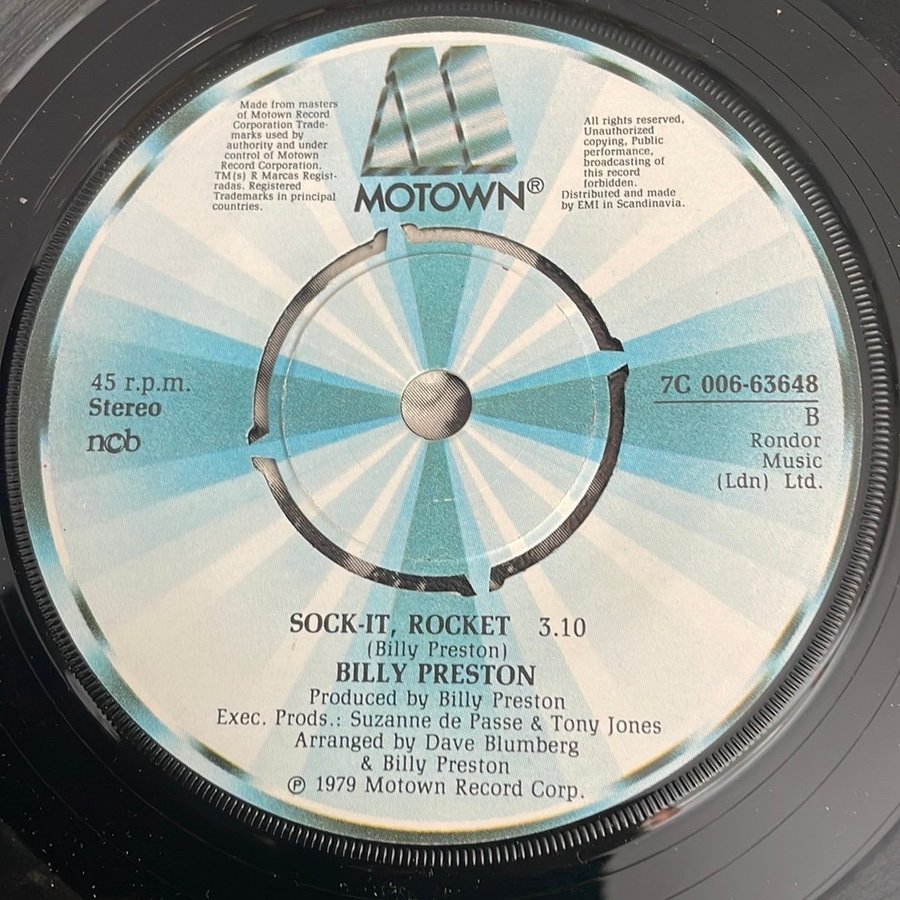 Made from masters
of Motown Record
Corporation Trade-
marks used by
authority and under
control of Motown
Record Corporation.
TM(s) R Marcas Regist-
radas. Registered
Trademarks in principal
countries.
MOTOWN®
All rights reserved,
Unauthorized
copying, Public
performance,
broadcasting of
this record
forbidden.
Distributed and made
by EMI in Scandinavia.
45 r.p.m.
Stereo
ncb
7C 006-63648
B
Rondor
Music
(Ldn) Ltd.
SOCK-IT, ROCKET 3.10
(Billy Preston)
BILLY PRESTON
Produced by Billy Preston
Exec. Prods.: Suzanne de Passe & Tony Jones
Arranged by Dave Blumberg
& Billy Preston
℗ 1979 Motown Record Corp.